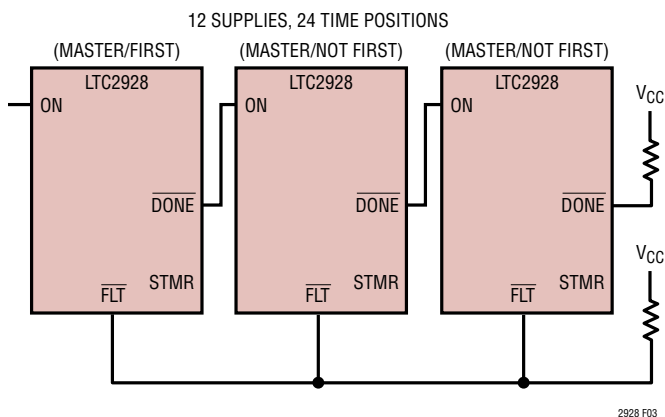 12 SUPPLIES, 24 TIME POSITIONS
(MASTER/FIRST) (MASTER/NOT FIRST) (MASTER/NOT FIRST)
LTC2928 LTC2928 LTC2928
VCC
ON ON ON
DONE DONE DONE
VCC
STMR STMR STMR
FLT FLT FLT
2928 F03